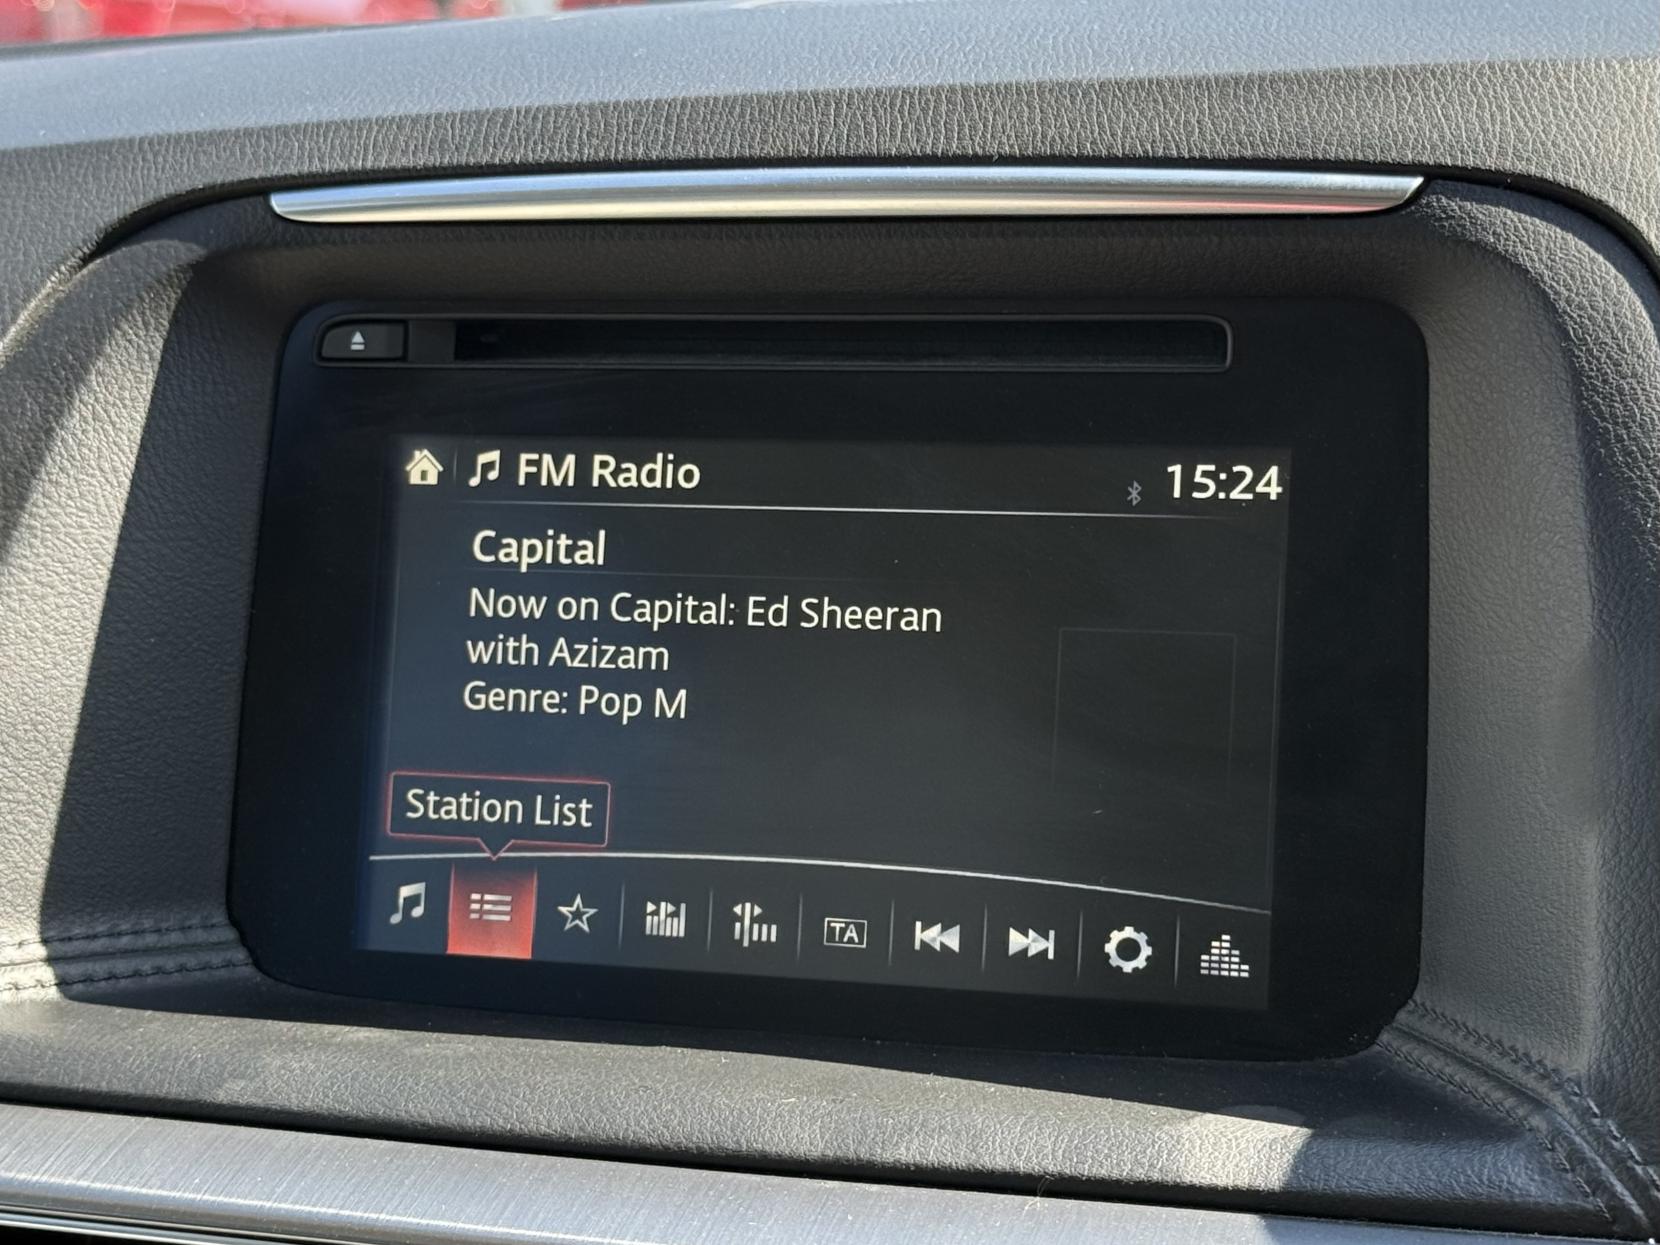 FM Radio
15:24
Capital
Now on Capital: Ed Sheeran
with Azizam
Genre: Pop M
Station List
TA